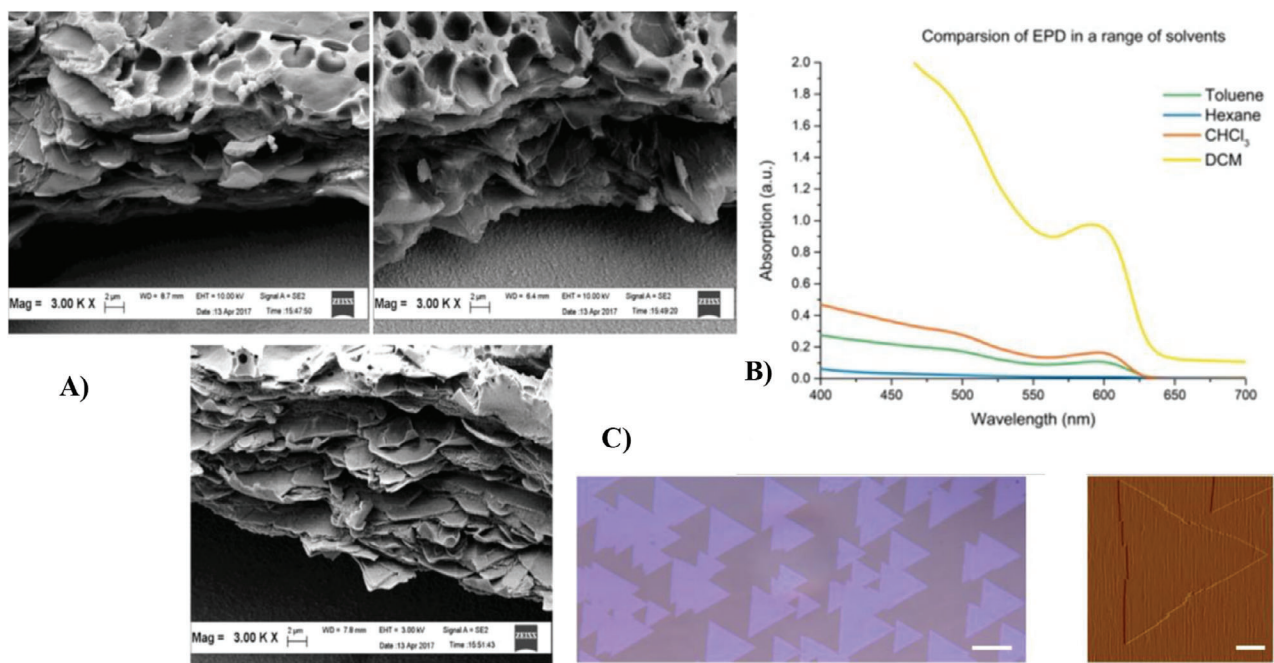 Mag = 3.00 K X 2 µm WD = 8.7 mm EHT = 10.00 kV Signal A = SE2 ZEISS
Date :13 Apr 2017 Time :15:47:50
Mag = 3.00 K X 2 µm WD = 6.4 mm EHT = 10.00 kV Signal A = SE2 ZEISS
Date :13 Apr 2017 Time :15:49:20
Comparsion of EPD in a range of solvents
2.0
1.8
1.6
1.4
1.2
1.0
0.8
0.6
0.4
0.2
0.0
Absorption (a.u.)
Toluene
Hexane
CHCl₃
DCM
400 450 500 550 600 650 700
Wavelength (nm)
A)
B)
Mag = 3.00 K X 2 µm WD = 7.8 mm EHT = 3.00 kV Signal A = SE2 ZEISS
Date :13 Apr 2017 Time :15:51:43
C)